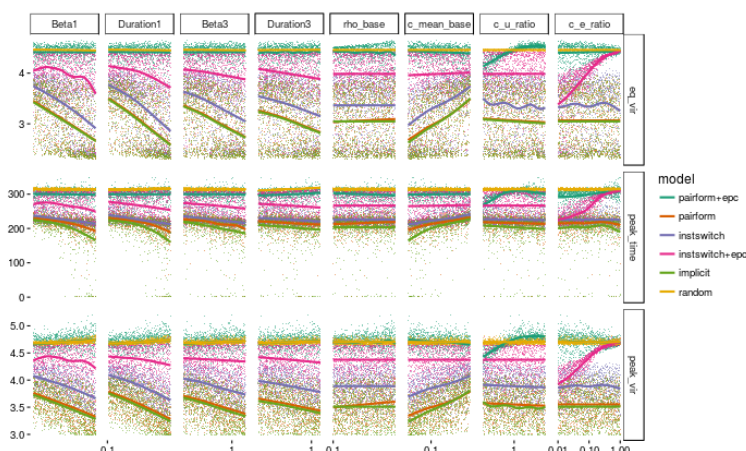 Beta1 Duration1 Beta3 Duration3 rho_base c_mean_base c_u_ratio c_e_ratio
4
3
eq_vir
300
200
100
0
peak_time
5.0
4.5
4.0
3.5
3.0
peak_vir
0.1 1 1 0.1 0.1 1 0.01 0.10 1.00
model
pairform+epc
pairform
instswitch
instswitch+epc
implicit
random